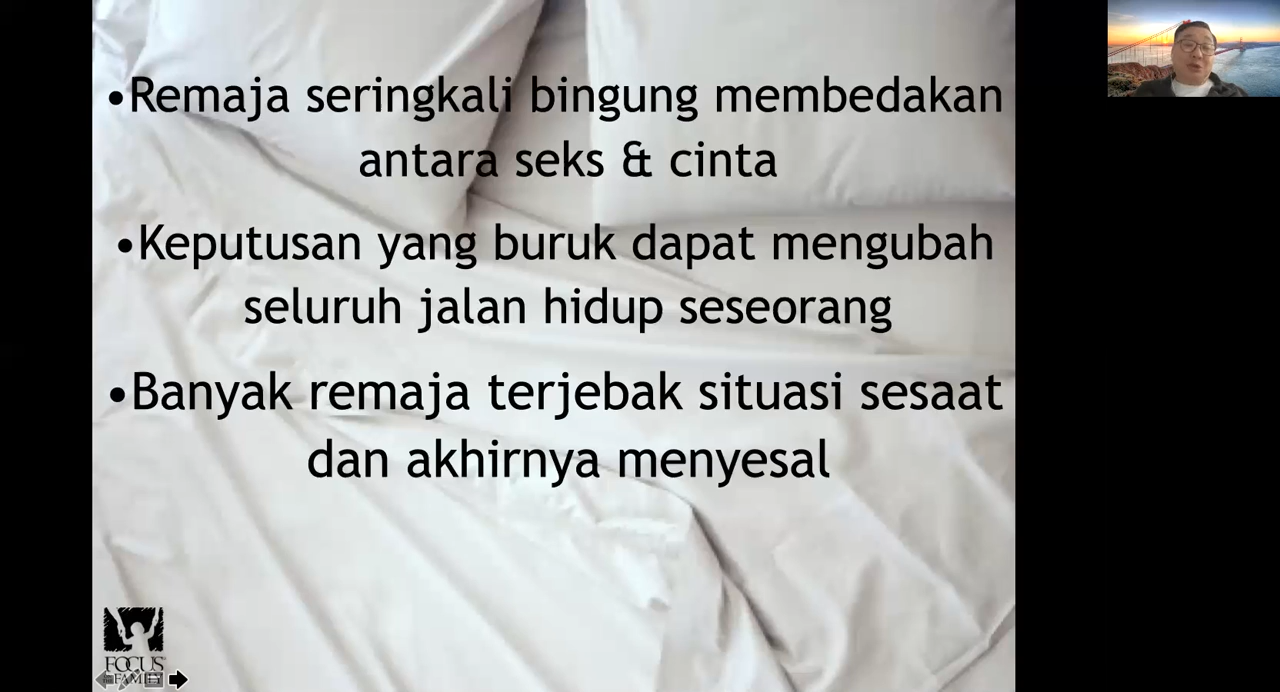 •Remaja seringkali bingung membedakan
antara seks & cinta
•Keputusan yang buruk dapat mengubah
seluruh jalan hidup seseorang
•Banyak remaja terjebak situasi sesaat
dan akhirnya menyesal
FOCUS
FAMILY